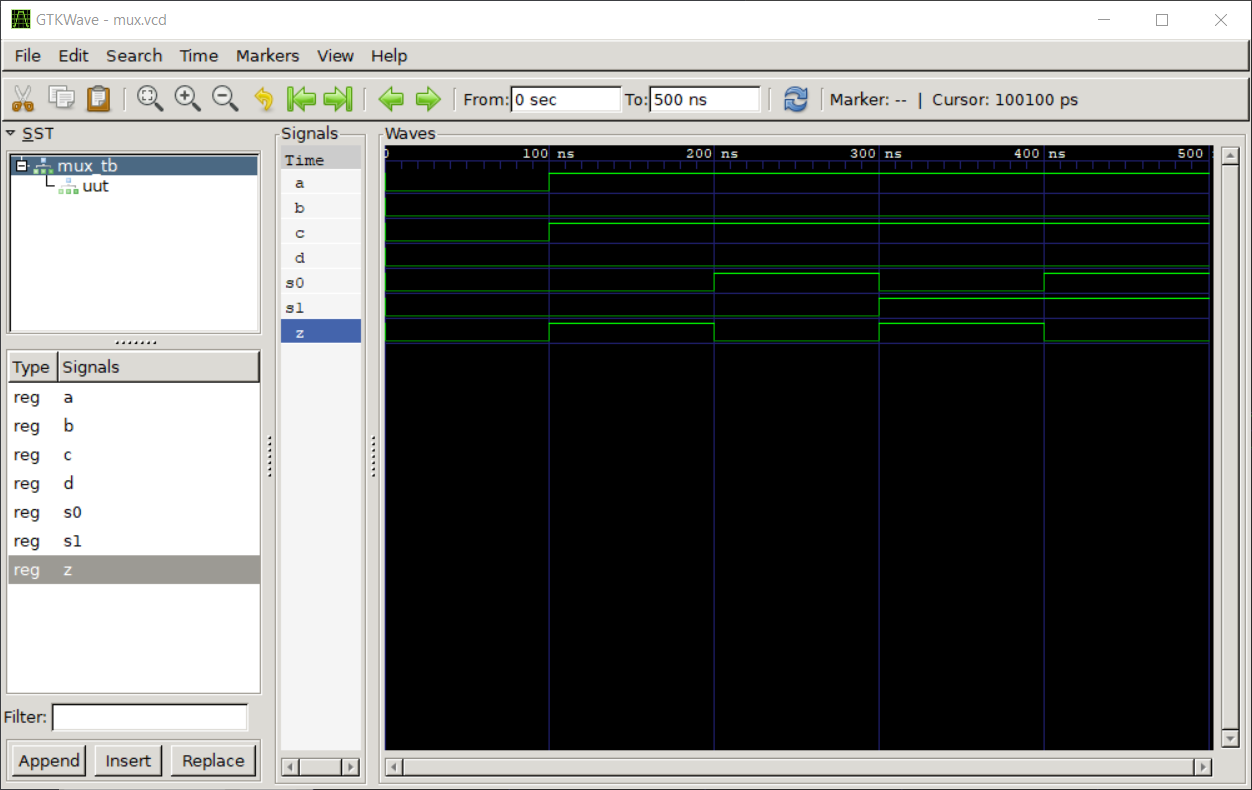 GTKWave - mux.vcd
File Edit Search Time Markers View Help
From: 0 sec To: 500 ns Marker: -- | Cursor: 100100 ps
SST
mux_tb
uut
Type Signals
reg a
reg b
reg c
reg d
reg s0
reg s1
reg z
Filter:
Append Insert Replace
Signals
Time
a
b
c
d
s0
s1
z
Waves
0 100 ns 200 ns 300 ns 400 ns 500